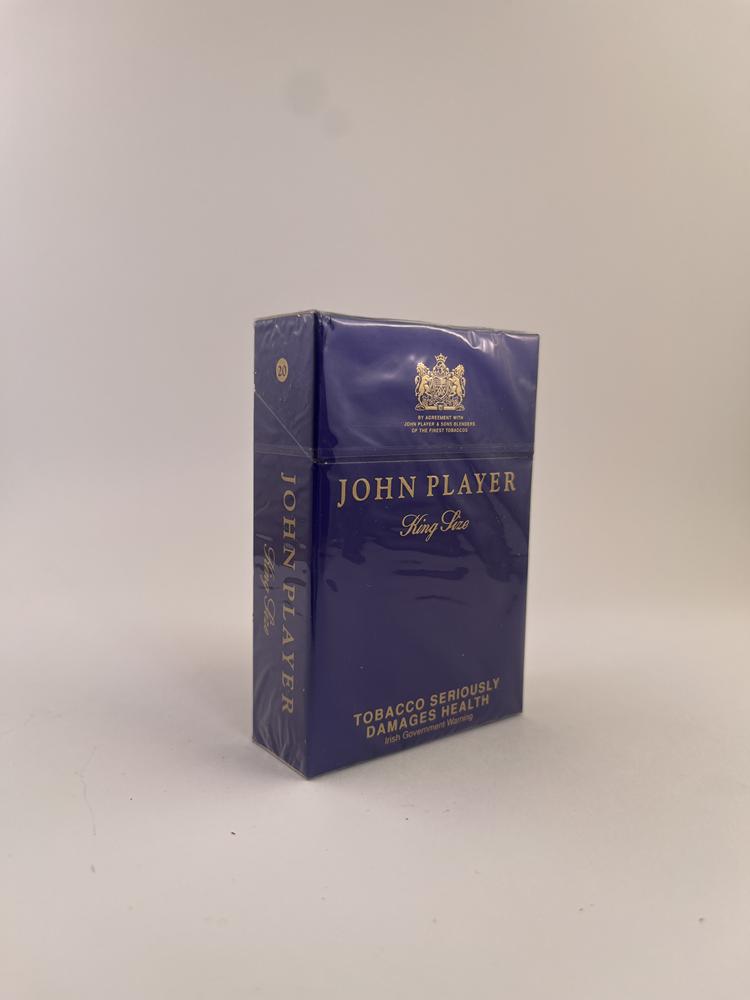 20
JOHN PLAYER
King Size
BY AGREEMENT WITH
JOHN PLAYER & SONS BLENDERS
OF THE FINEST TOBACCOS
JOHN PLAYER
King Size
TOBACCO SERIOUSLY
DAMAGES HEALTH
Irish Government Warning